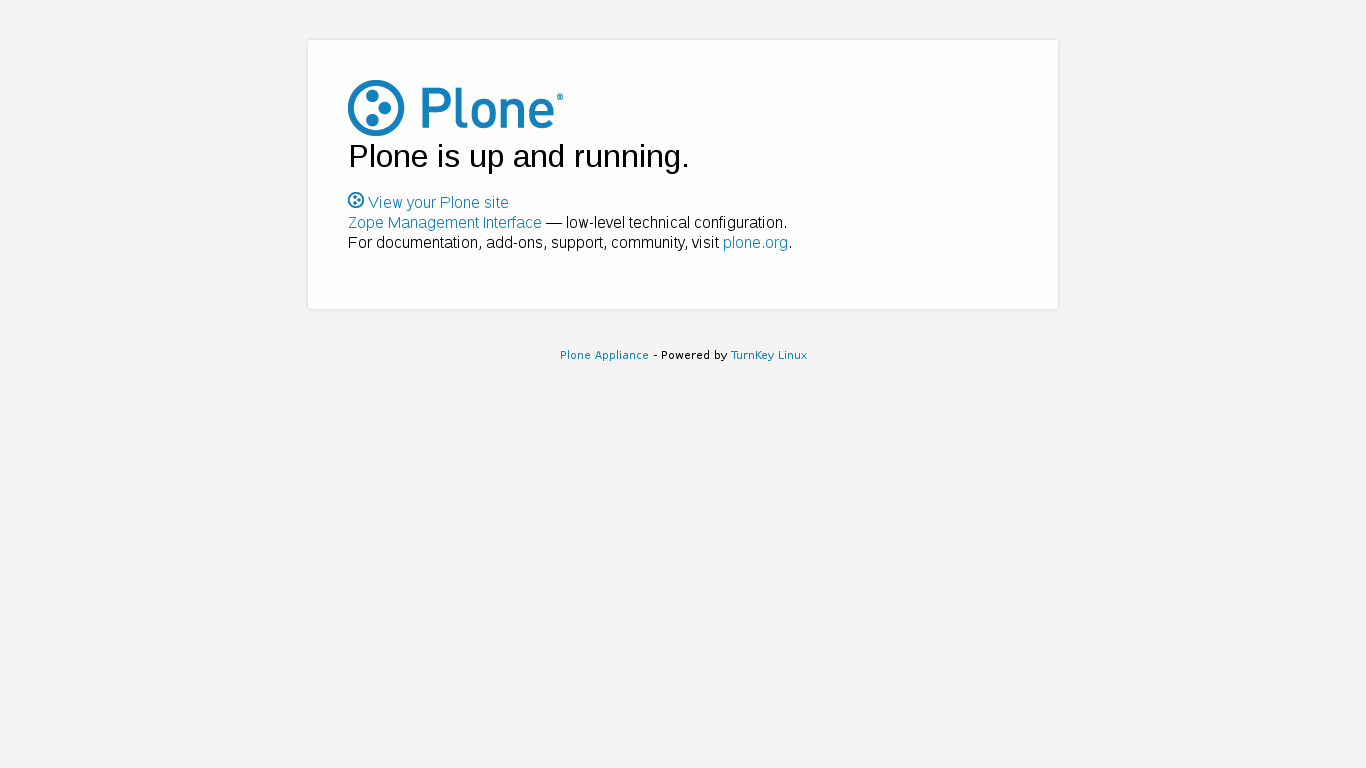 Plone®
Plone is up and running.
View your Plone site
Zope Management Interface — low-level technical configuration.
For documentation, add-ons, support, community, visit plone.org.
Plone Appliance - Powered by TurnKey Linux